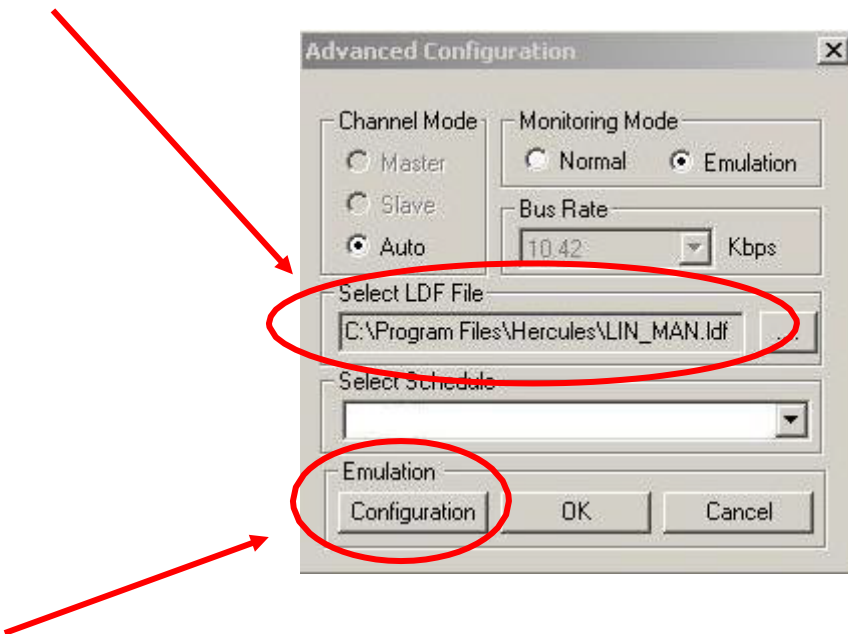 Advanced Configuration
Channel Mode
Master
Slave
Auto
Monitoring Mode
Normal
Emulation
Bus Rate
10.42
Kbps
Select LDF File
C:\Program Files\Hercules\LIN_MAN.ldf
...
Select Schedule
Emulation
Configuration
OK
Cancel